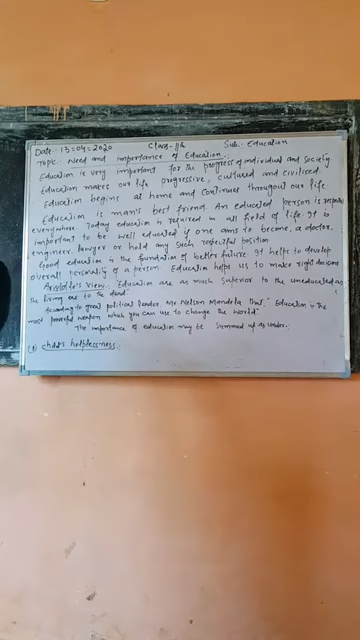 Date:- 13=04=2020 Class-11th Sub:- Education
Topic:- Need and importance of Education.
Education is very important for the progress of individual and society.
Education makes our life progressive, cultured and civilised.
Education begins at home and continues througout our life
Education is man's best friend. An educated person is
everywhere. Today education is required in all field of life. It is
important to be well educated if one aims to become, a doctor,
engineer, lawyer or hold any such respectful position
Good education is the foundation of better future. It helps to develop
overall personality of a person. Education helps us to make right decisions
Aristotle's View:- Education are as much superior to the uneducated as
the living are to the dead"
According to great political leader Mr. Nelson Mandela that "Education is the
most powerful weapon which you can use to change the world"
The importance of education may be summed up as under:-
(1) child's helplessness:-